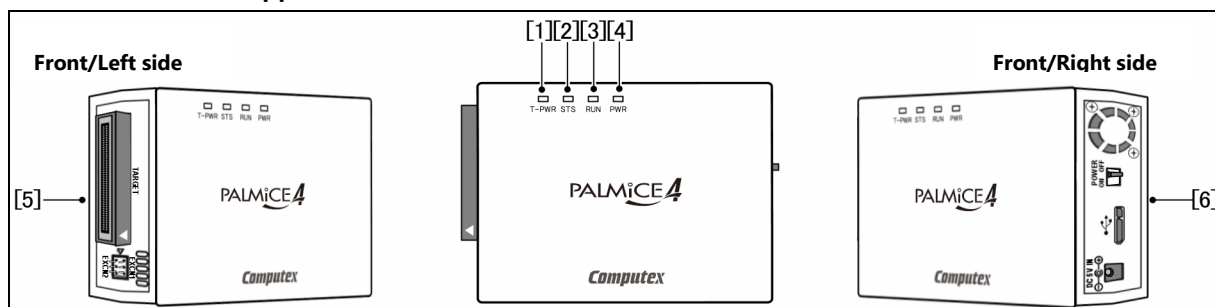 [1][2][3][4]
Front/Left side
Front/Right side
T-PWR STS RUN PWR
T-PWR STS RUN PWR
T-PWR STS RUN PWR
TARGET
POWER
ON OFF
[5]
[6]
PALMiCE4
PALMiCE4
PALMiCE4
EXCN1
EXCN2
DC 5V IN
Computex
Computex
Computex